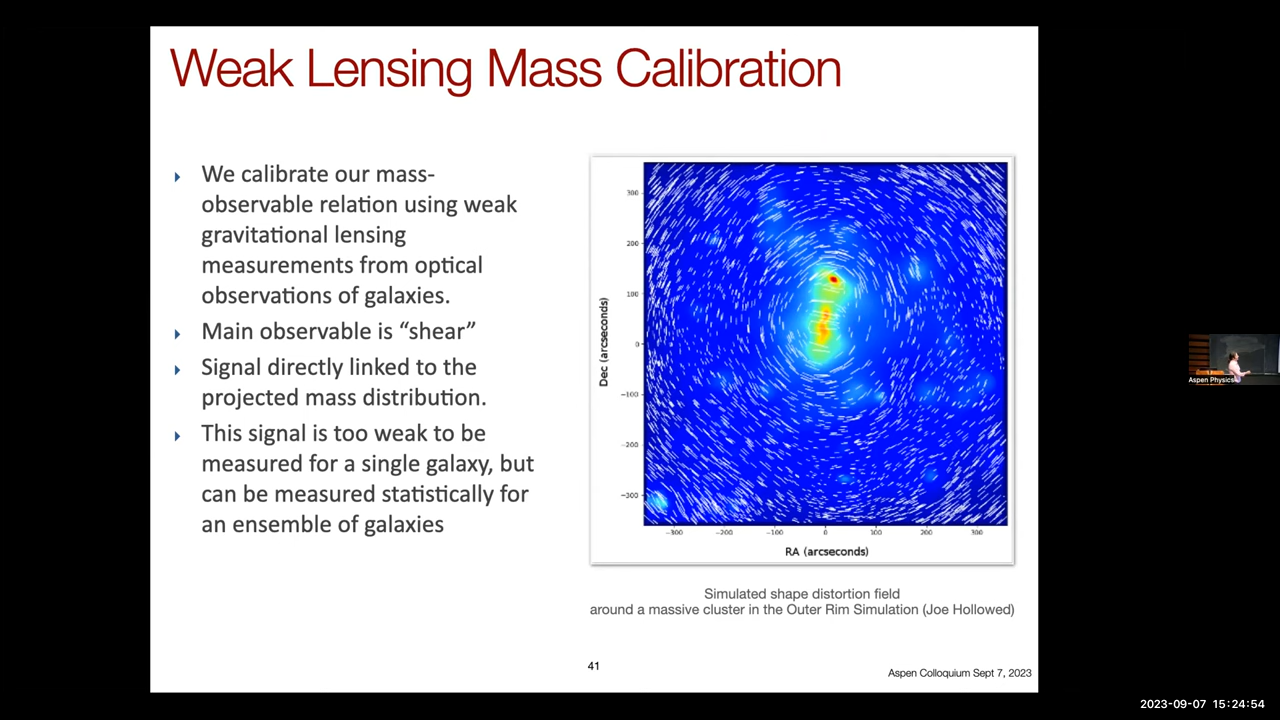 Weak Lensing Mass Calibration
We calibrate our mass-
observable relation using weak
gravitational lensing
measurements from optical
observations of galaxies.
Main observable is “shear”
Signal directly linked to the
projected mass distribution.
This signal is too weak to be
measured for a single galaxy, but
can be measured statistically for
an ensemble of galaxies
Dec (arcseconds)
300
200
100
0
−100
−200
−300
−300 −200 −100 0 100 200 300
RA (arcseconds)
Simulated shape distortion field
around a massive cluster in the Outer Rim Simulation (Joe Hollowed)
41
Aspen Colloquium Sept 7, 2023
Aspen Physics
2023-09-07 15:24:54